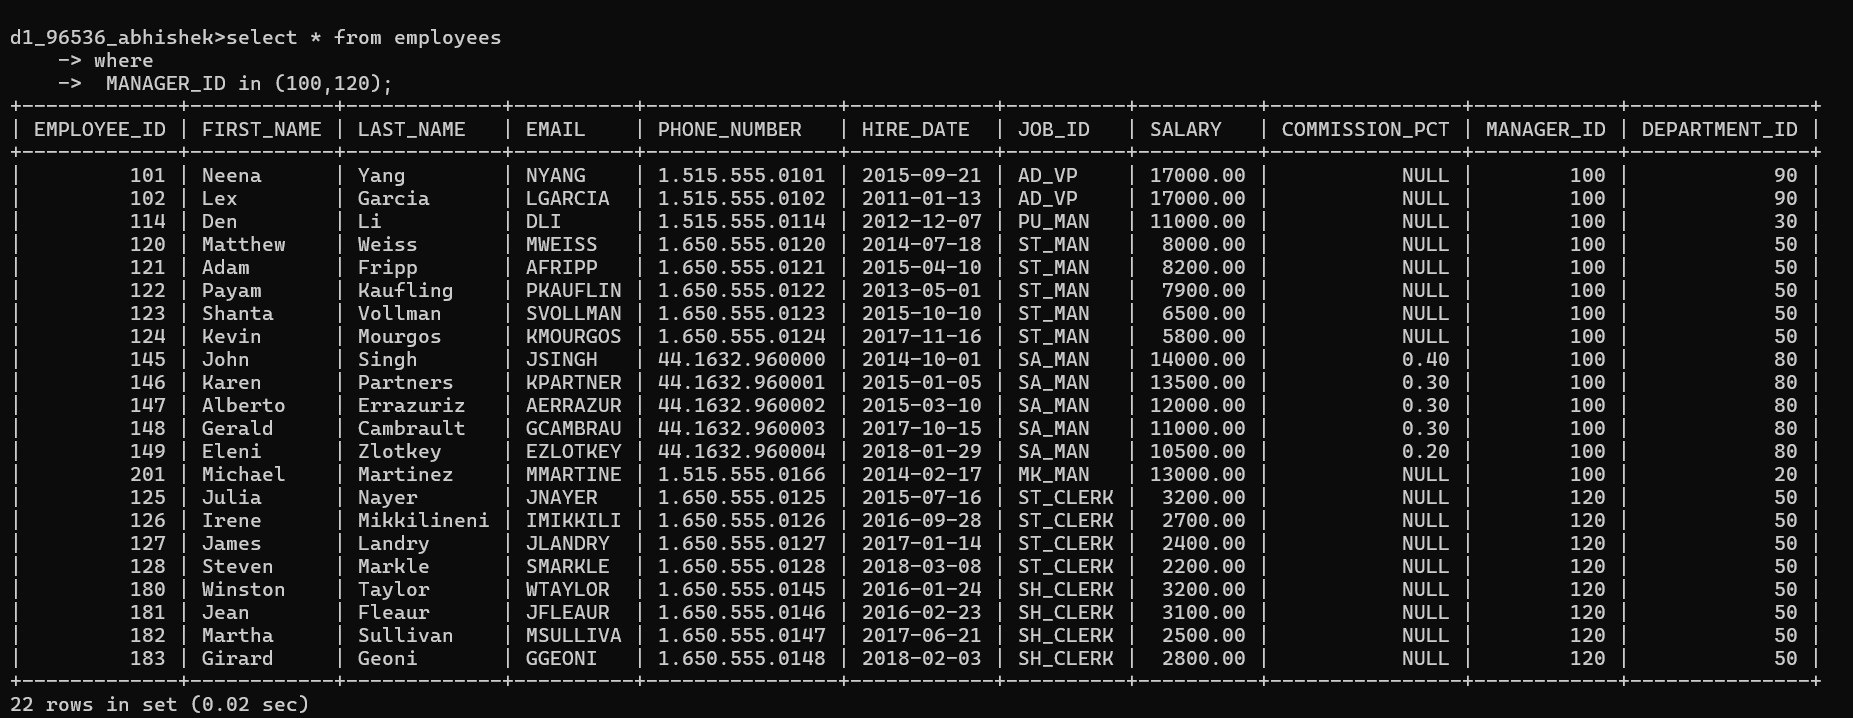 d1_96536_abhishek>select * from employees
    -> where
    ->  MANAGER_ID in (100,120);
+-------------+------------+-------------+----------+----------------+------------+----------+----------+----------------+------------+---------------+
| EMPLOYEE_ID | FIRST_NAME | LAST_NAME   | EMAIL    | PHONE_NUMBER   | HIRE_DATE  | JOB_ID   | SALARY   | COMMISSION_PCT | MANAGER_ID | DEPARTMENT_ID |
+-------------+------------+-------------+----------+----------------+------------+----------+----------+----------------+------------+---------------+
|         101 | Neena      | Yang        | NYANG    | 1.515.555.0101 | 2015-09-21 | AD_VP    | 17000.00 |           NULL |        100 |            90 |
|         102 | Lex        | Garcia      | LGARCIA  | 1.515.555.0102 | 2011-01-13 | AD_VP    | 17000.00 |           NULL |        100 |            90 |
|         114 | Den        | Li          | DLI      | 1.515.555.0114 | 2012-12-07 | PU_MAN   | 11000.00 |           NULL |        100 |            30 |
|         120 | Matthew    | Weiss       | MWEISS   | 1.650.555.0120 | 2014-07-18 | ST_MAN   |  8000.00 |           NULL |        100 |            50 |
|         121 | Adam       | Fripp       | AFRIPP   | 1.650.555.0121 | 2015-04-10 | ST_MAN   |  8200.00 |           NULL |        100 |            50 |
|         122 | Payam      | Kaufling    | PKAUFLIN | 1.650.555.0122 | 2013-05-01 | ST_MAN   |  7900.00 |           NULL |        100 |            50 |
|         123 | Shanta     | Vollman     | SVOLLMAN | 1.650.555.0123 | 2015-10-10 | ST_MAN   |  6500.00 |           NULL |        100 |            50 |
|         124 | Kevin      | Mourgos     | KMOURGOS | 1.650.555.0124 | 2017-11-16 | ST_MAN   |  5800.00 |           NULL |        100 |            50 |
|         145 | John       | Singh       | JSINGH   | 44.1632.960000 | 2014-10-01 | SA_MAN   | 14000.00 |           0.40 |        100 |            80 |
|         146 | Karen      | Partners    | KPARTNER | 44.1632.960001 | 2015-01-05 | SA_MAN   | 13500.00 |           0.30 |        100 |            80 |
|         147 | Alberto    | Errazuriz   | AERRAZUR | 44.1632.960002 | 2015-03-10 | SA_MAN   | 12000.00 |           0.30 |        100 |            80 |
|         148 | Gerald     | Cambrault   | GCAMBRAU | 44.1632.960003 | 2017-10-15 | SA_MAN   | 11000.00 |           0.30 |        100 |            80 |
|         149 | Eleni      | Zlotkey     | EZLOTKEY | 44.1632.960004 | 2018-01-29 | SA_MAN   | 10500.00 |           0.20 |        100 |            80 |
|         201 | Michael    | Martinez    | MMARTINE | 1.515.555.0166 | 2014-02-17 | MK_MAN   | 13000.00 |           NULL |        100 |            20 |
|         125 | Julia      | Nayer       | JNAYER   | 1.650.555.0125 | 2015-07-16 | ST_CLERK |  3200.00 |           NULL |        120 |            50 |
|         126 | Irene      | Mikkilineni | IMIKKILI | 1.650.555.0126 | 2016-09-28 | ST_CLERK |  2700.00 |           NULL |        120 |            50 |
|         127 | James      | Landry      | JLANDRY  | 1.650.555.0127 | 2017-01-14 | ST_CLERK |  2400.00 |           NULL |        120 |            50 |
|         128 | Steven     | Markle      | SMARKLE  | 1.650.555.0128 | 2018-03-08 | ST_CLERK |  2200.00 |           NULL |        120 |            50 |
|         180 | Winston    | Taylor      | WTAYLOR  | 1.650.555.0145 | 2016-01-24 | SH_CLERK |  3200.00 |           NULL |        120 |            50 |
|         181 | Jean       | Fleaur      | JFLEAUR  | 1.650.555.0146 | 2016-02-23 | SH_CLERK |  3100.00 |           NULL |        120 |            50 |
|         182 | Martha     | Sullivan    | MSULLIVA | 1.650.555.0147 | 2017-06-21 | SH_CLERK |  2500.00 |           NULL |        120 |            50 |
|         183 | Girard     | Geoni       | GGEONI   | 1.650.555.0148 | 2018-02-03 | SH_CLERK |  2800.00 |           NULL |        120 |            50 |
+-------------+------------+-------------+----------+----------------+------------+----------+----------+----------------+------------+---------------+
22 rows in set (0.02 sec)